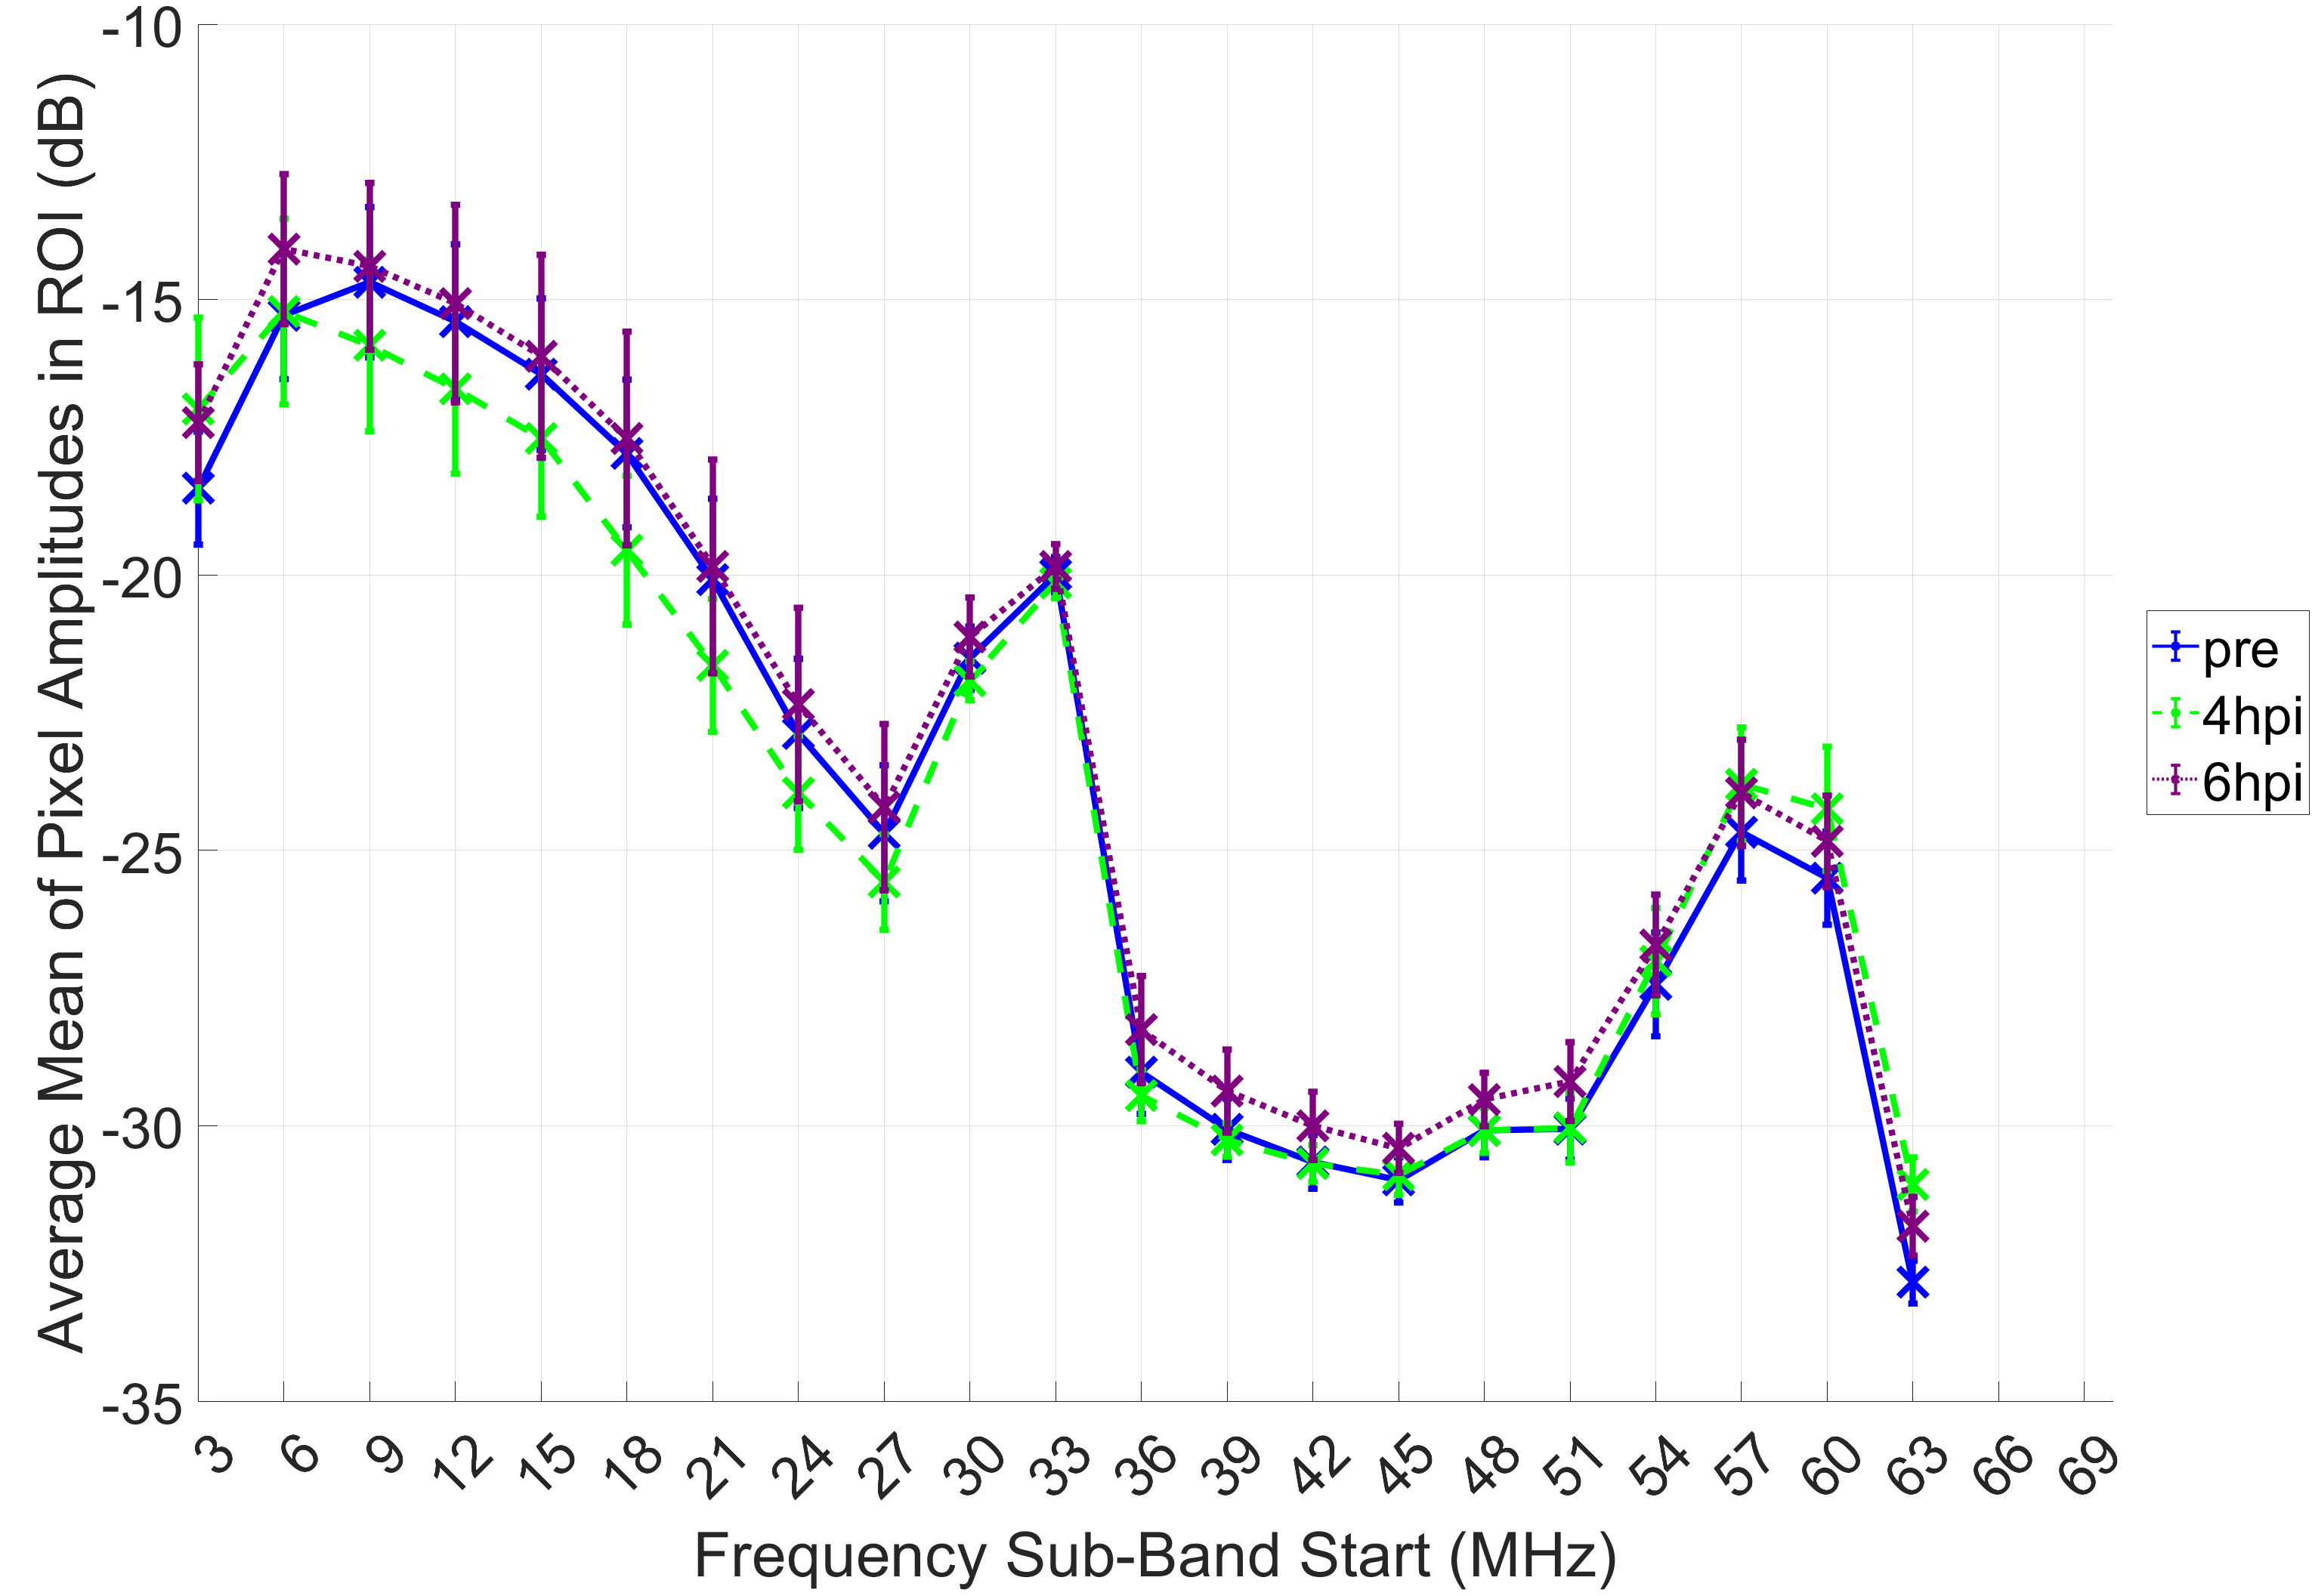 Average Mean of Pixel Amplitudes in ROI (dB)
-10
-15
-20
-25
-30
-35
3 6 9 12 15 18 21 24 27 30 33 36 39 42 45 48 51 54 57 60 63 66 69
Frequency Sub-Band Start (MHz)
pre
4hpi
6hpi